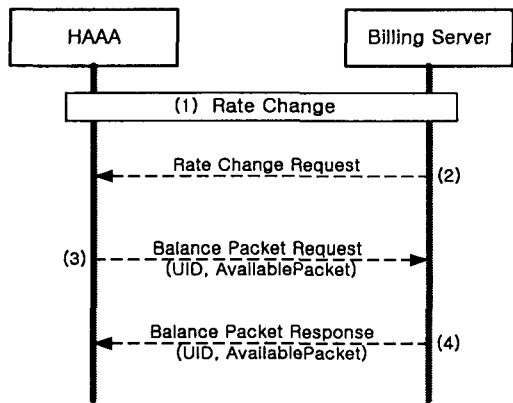 HAAA
Billing Server
(1) Rate Change
Rate Change Request
(2)
(3)
Balance Packet Request
(UID, AvailablePacket)
Balance Packet Response
(4)
(UID, AvailablePacket)